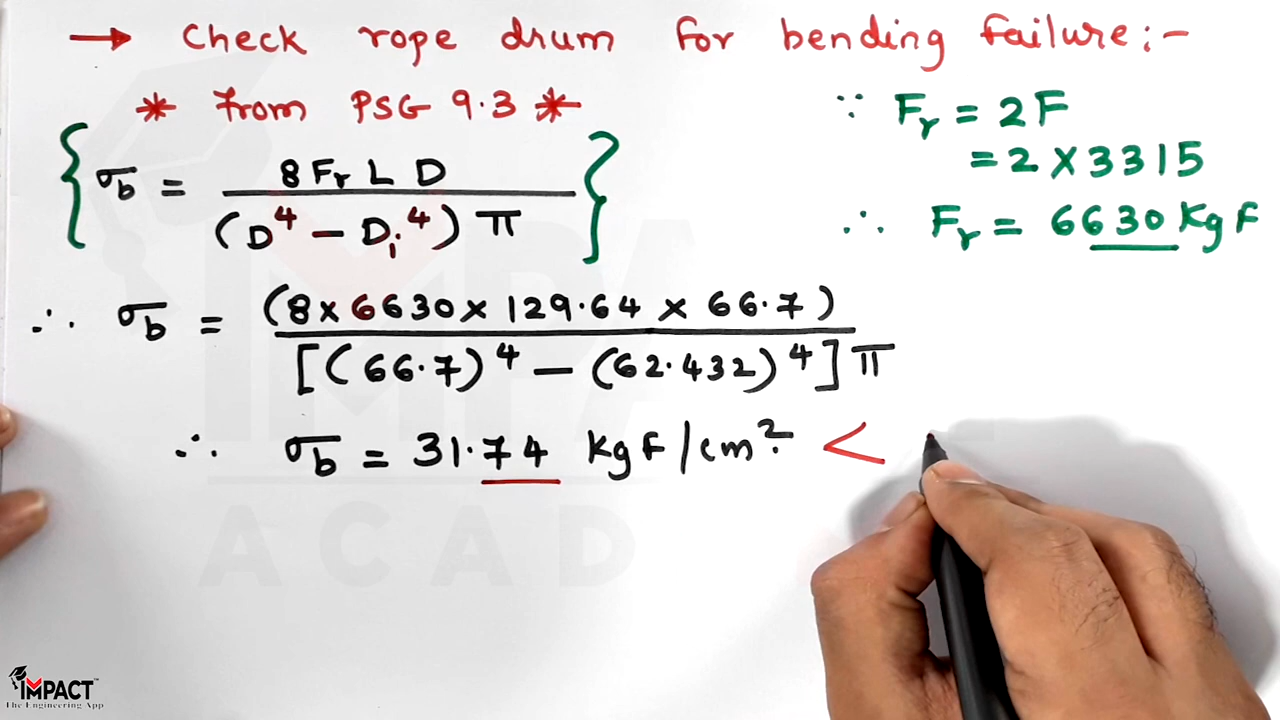 → Check rope drum for bending failure:-
* from PSG 9.3 *
σb = 8 Fr L D / (D⁴ - Di⁴) π
∵ Fr = 2F
= 2 X 3315
∴ Fr = 6630 KgF
∴ σb = (8 x 6630 x 129.64 x 66.7) / [(66.7)⁴ - (62.432)⁴] π
∴ σb = 31.74 KgF/cm². <
ACAD
IMPACT
The Engineering App